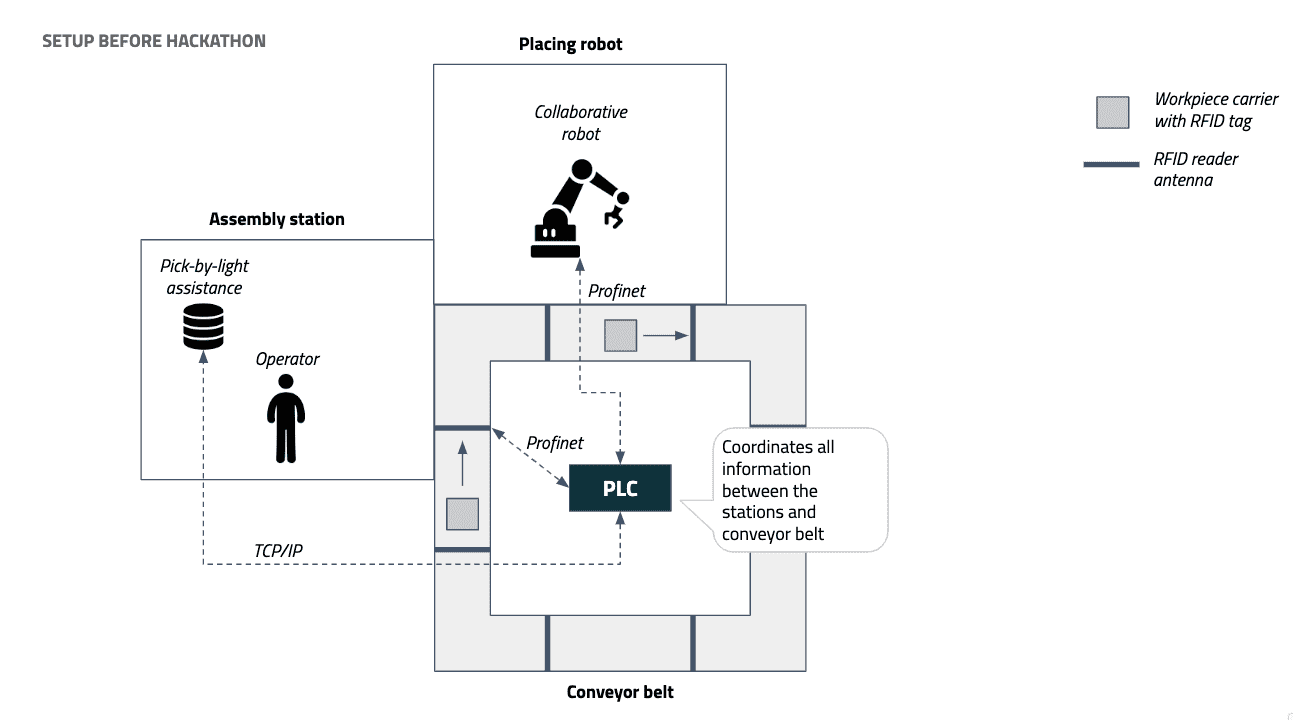 SETUP BEFORE HACKATHON
Placing robot
Collaborative
robot
Workpiece carrier
with RFID tag
RFID reader
antenna
Assembly station
Pick-by-light
assistance
Operator
Profinet
Profinet
PLC
Coordinates all
information
between the
stations and
conveyor belt
TCP/IP
Conveyor belt